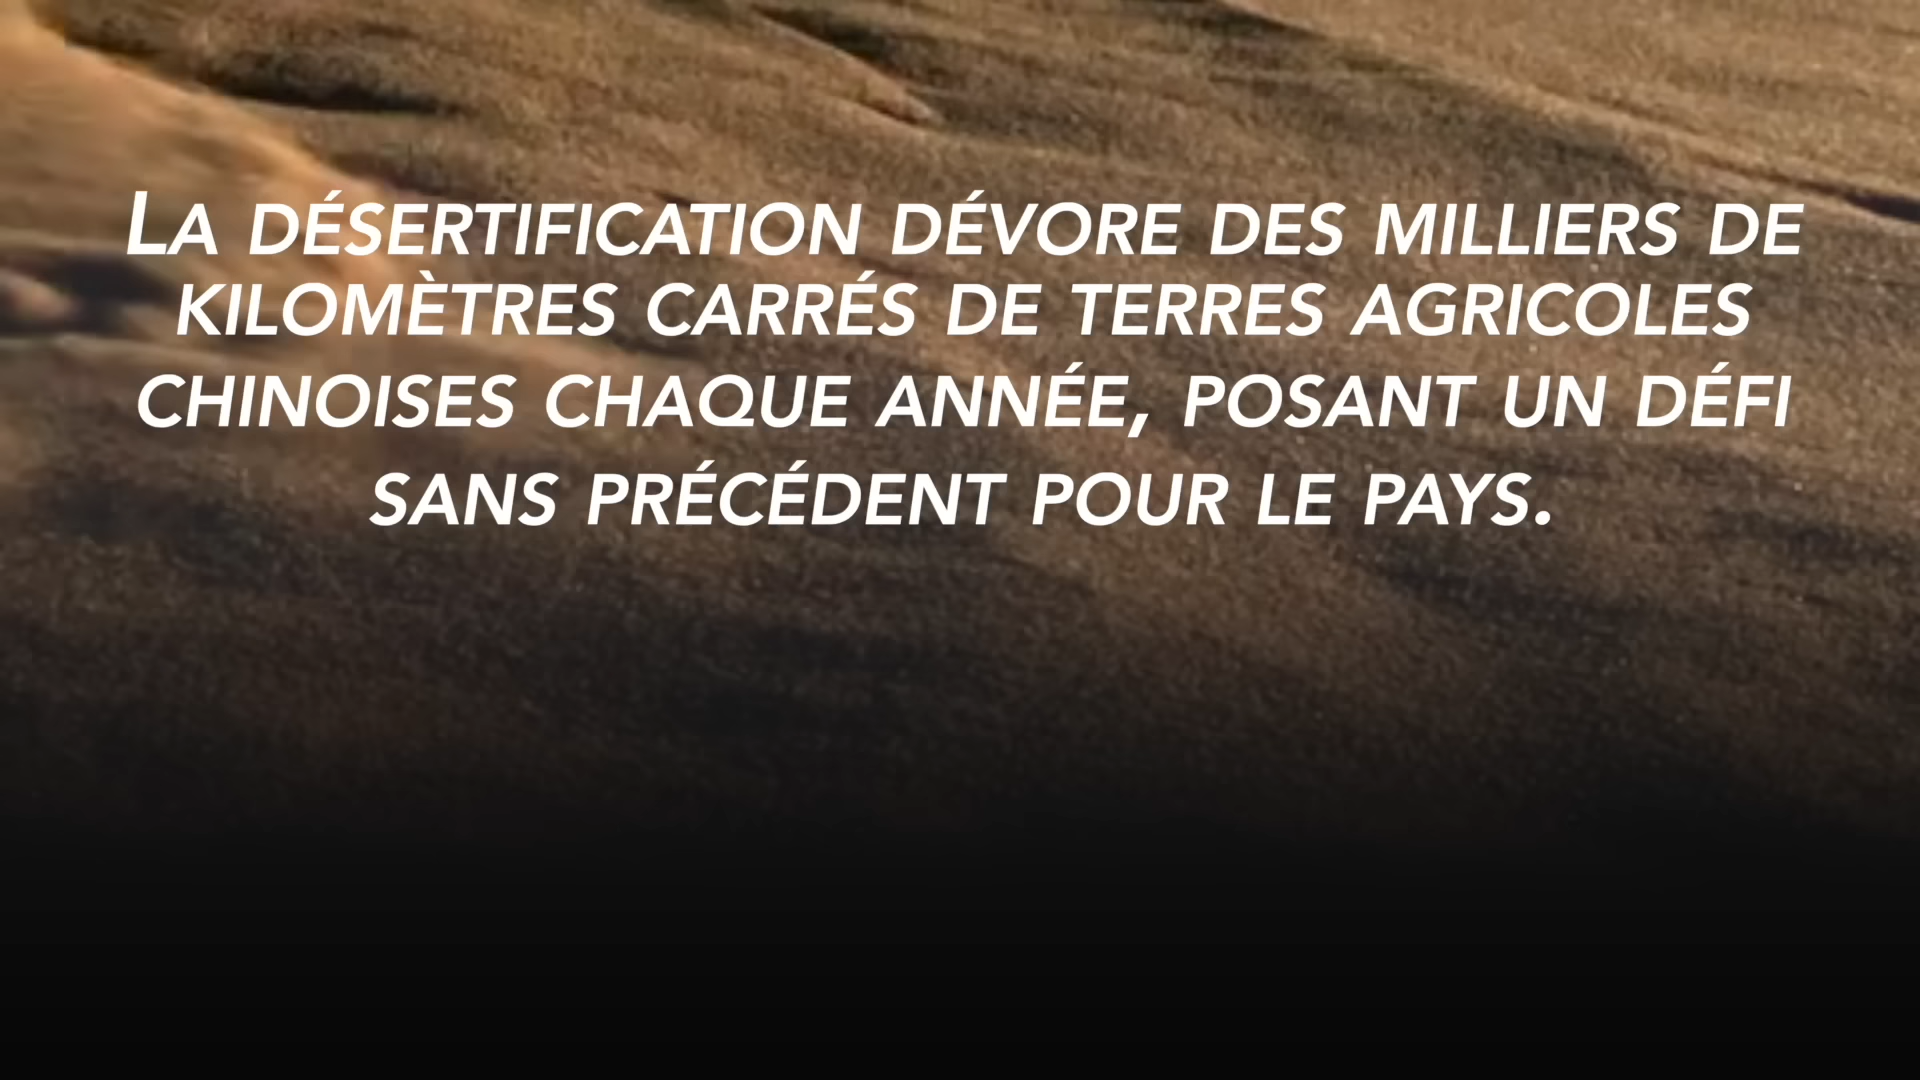 La désertification dévore des milliers de
kilomètres carrés de terres agricoles
chinoises chaque année, posant un défi
sans précédent pour le pays.